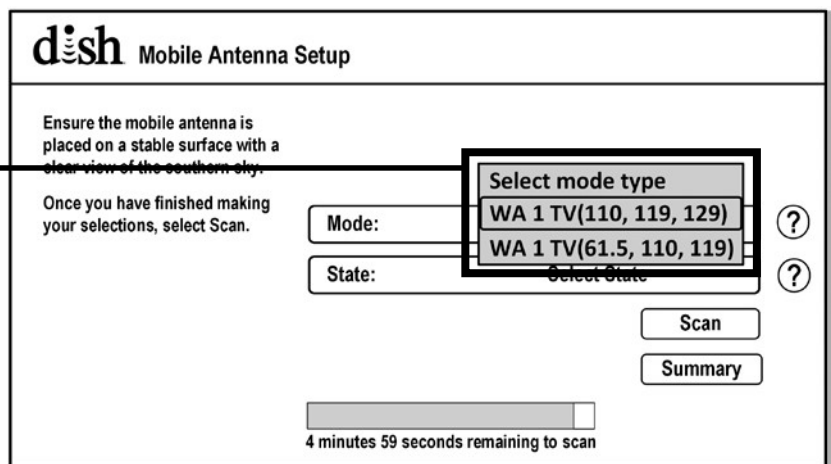 dish Mobile Antenna Setup
Ensure the mobile antenna is
placed on a stable surface with a
clear view of the southern sky.
Once you have finished making
your selections, select Scan.
Select mode type
Mode:
WA 1 TV(110, 119, 129)
?
WA 1 TV(61.5, 110, 119)
State:
Select State
?
Scan
Summary
4 minutes 59 seconds remaining to scan